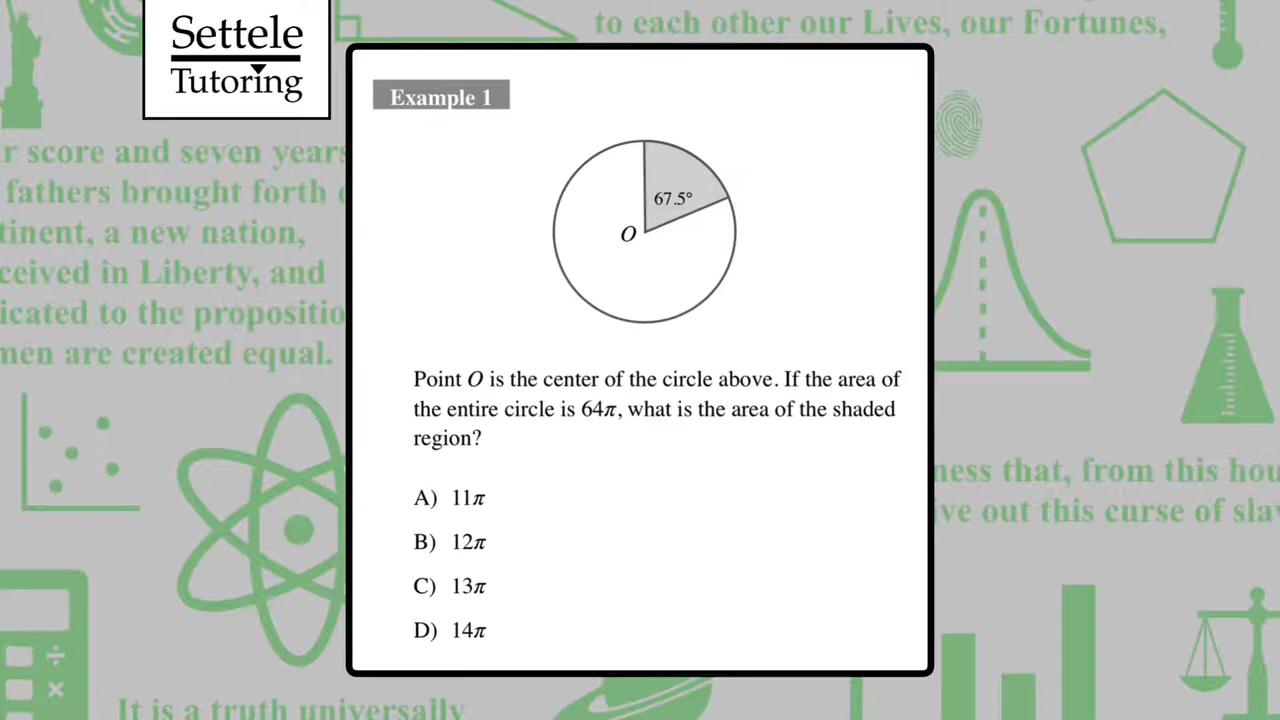 Settele
Tutoring
to each other our Lives, our Fortunes,
r score and seven years
fathers brought forth
tinent, a new nation,
ceived in Liberty, and
icated to the propositio
men are created equal.
Example 1
67.5°
O
Point O is the center of the circle above. If the area of
the entire circle is 64π, what is the area of the shaded
region?
A) 11π
B) 12π
C) 13π
D) 14π
ness that, from this hou
ive out this curse of slav
÷
×
It is a truth universally